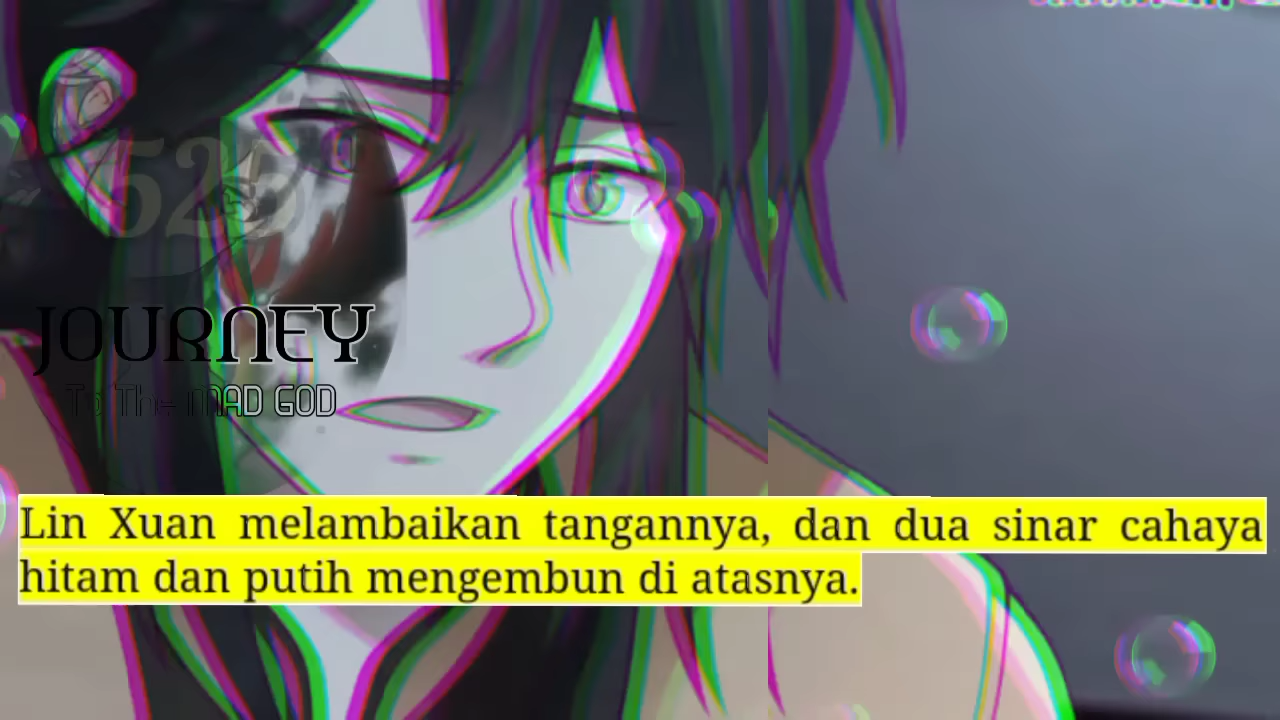 525
JOURNEY
To The MAD GOD
Lin Xuan melambaikan tangannya, dan dua sinar cahaya
hitam dan putih mengembun di atasnya.